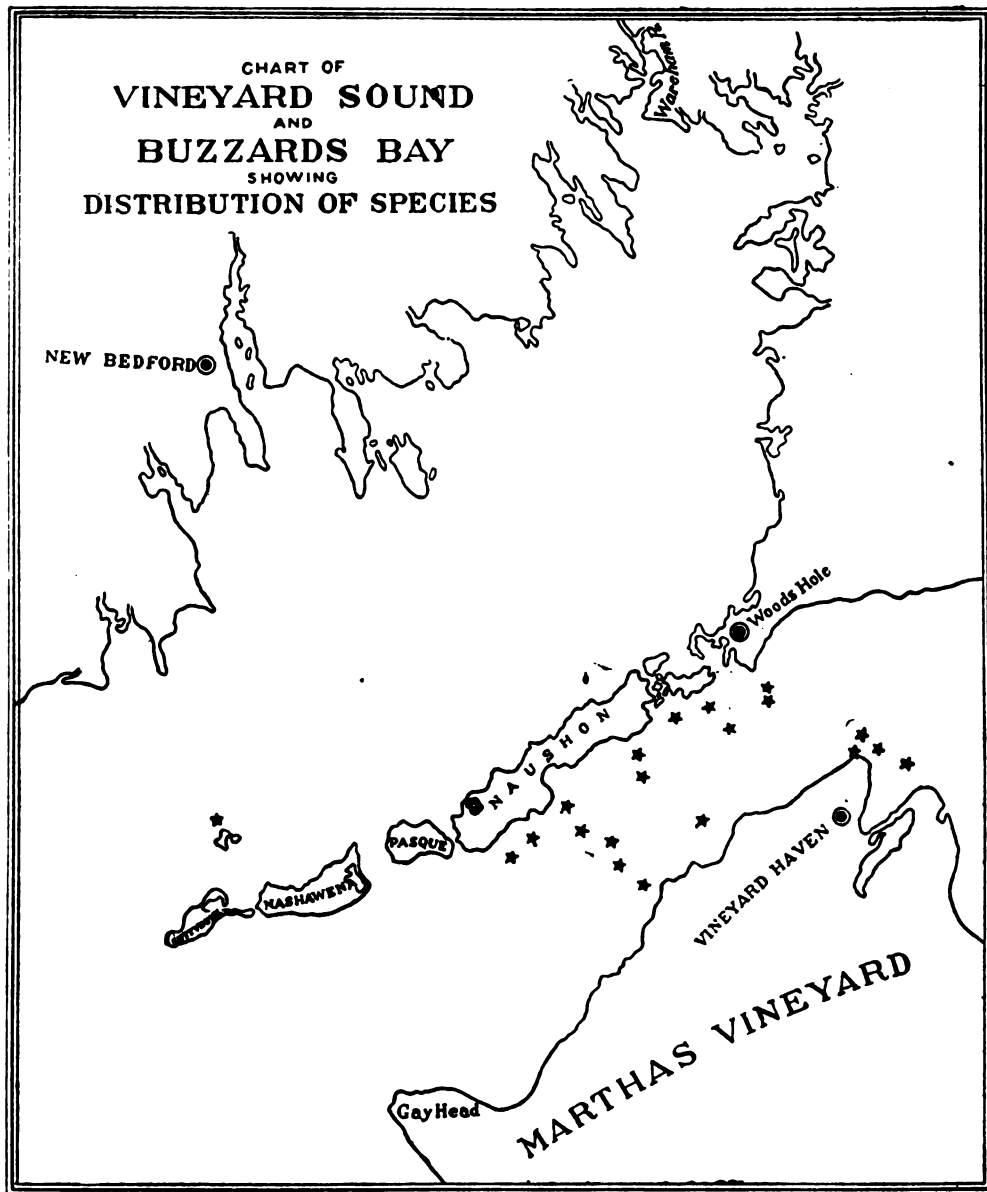 CHART OF
VINEYARD SOUND
AND
BUZZARDS BAY
SHOWING
DISTRIBUTION OF SPECIES
Wareham R.
NEW BEDFORD
Woods Hole
NAUSHON
PASQUE
NASHAWENA
VINEYARD HAVEN
MARTHAS VINEYARD
Gay Head